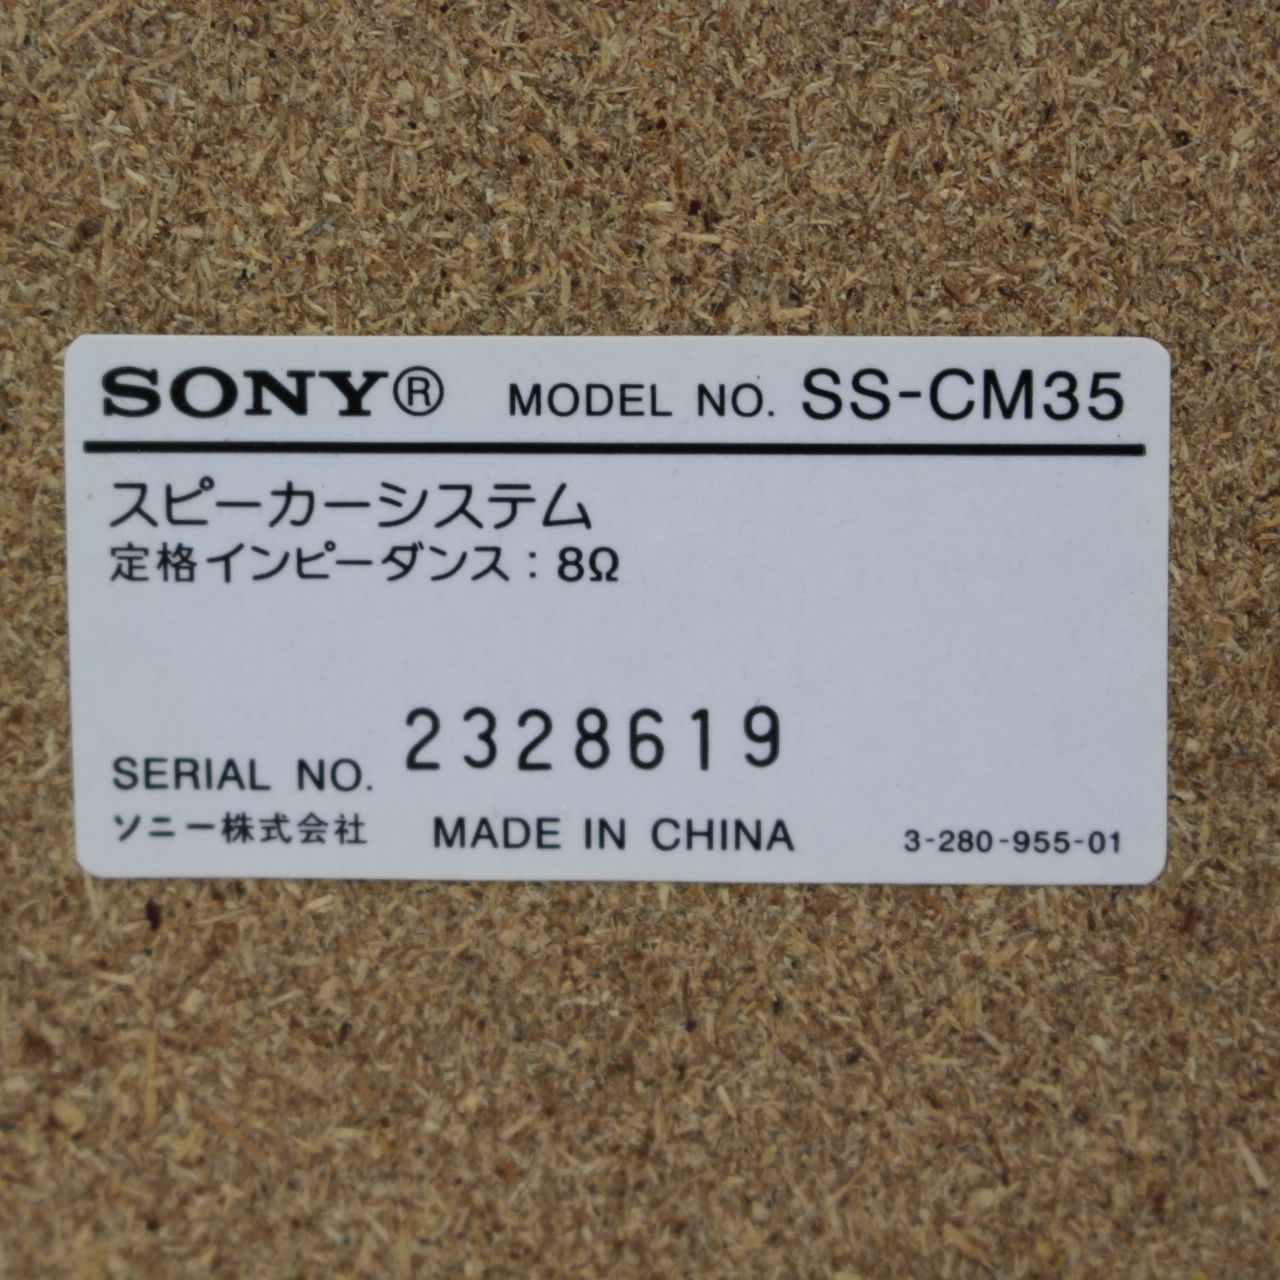 SONY® MODEL NO. SS-CM35
スピーカーシステム
定格インピーダンス：8Ω
SERIAL NO. 2328619
ソニー株式会社 MADE IN CHINA 3-280-955-01